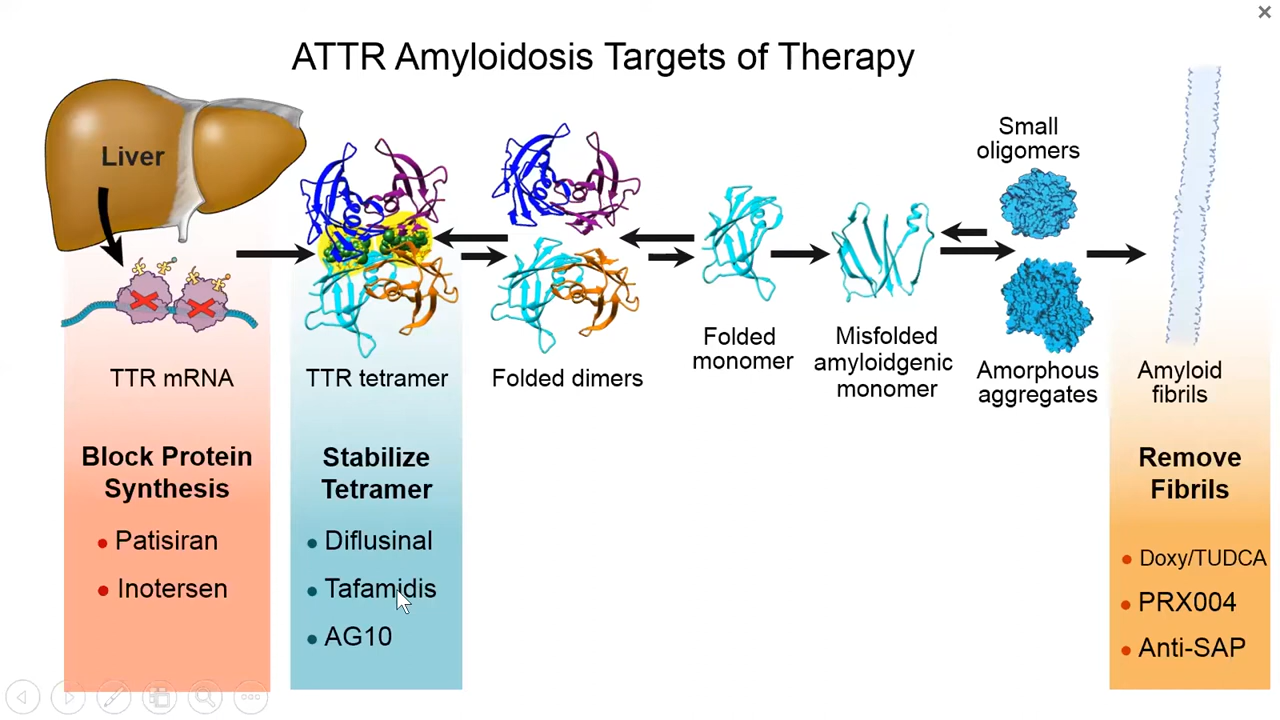 ATTR Amyloidosis Targets of Therapy
Liver
TTR mRNA
TTR tetramer
Folded dimers
Folded
monomer
Misfolded
amyloidgenic
monomer
Small
oligomers
Amorphous
aggregates
Amyloid
fibrils
Block Protein
Synthesis
• Patisiran
• Inotersen
Stabilize
Tetramer
• Diflusinal
• Tafamidis
• AG10
Remove
Fibrils
• Doxy/TUDCA
• PRX004
• Anti-SAP